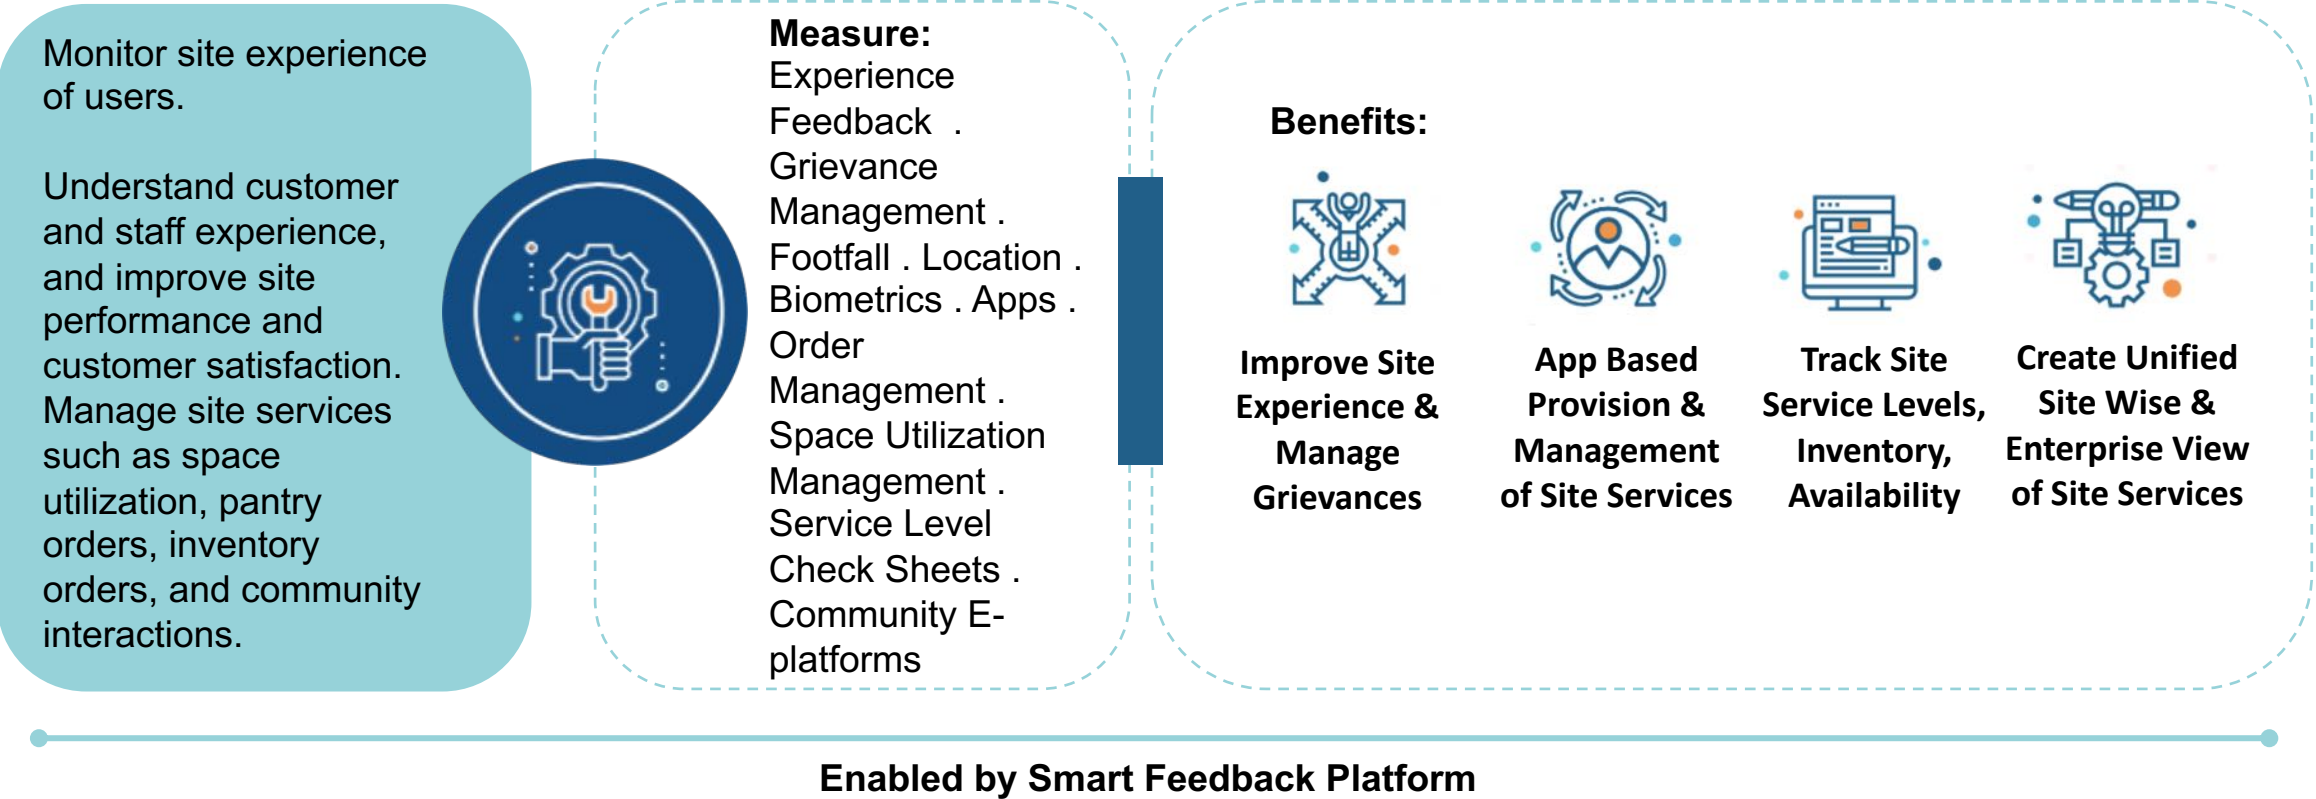 Monitor site experience
of users.
Understand customer
and staff experience,
and improve site
performance and
customer satisfaction.
Manage site services
such as space
utilization, pantry
orders, inventory
orders, and community
interactions.
Measure:
Experience
Feedback .
Grievance
Management .
Footfall . Location .
Biometrics . Apps .
Order
Management .
Space Utilization
Management .
Service Level
Check Sheets .
Community E-
platforms
Benefits:
Improve Site
Experience &
Manage
Grievances
App Based
Provision &
Management
of Site Services
Track Site
Service Levels,
Inventory,
Availability
Create Unified
Site Wise &
Enterprise View
of Site Services
Enabled by Smart Feedback Platform